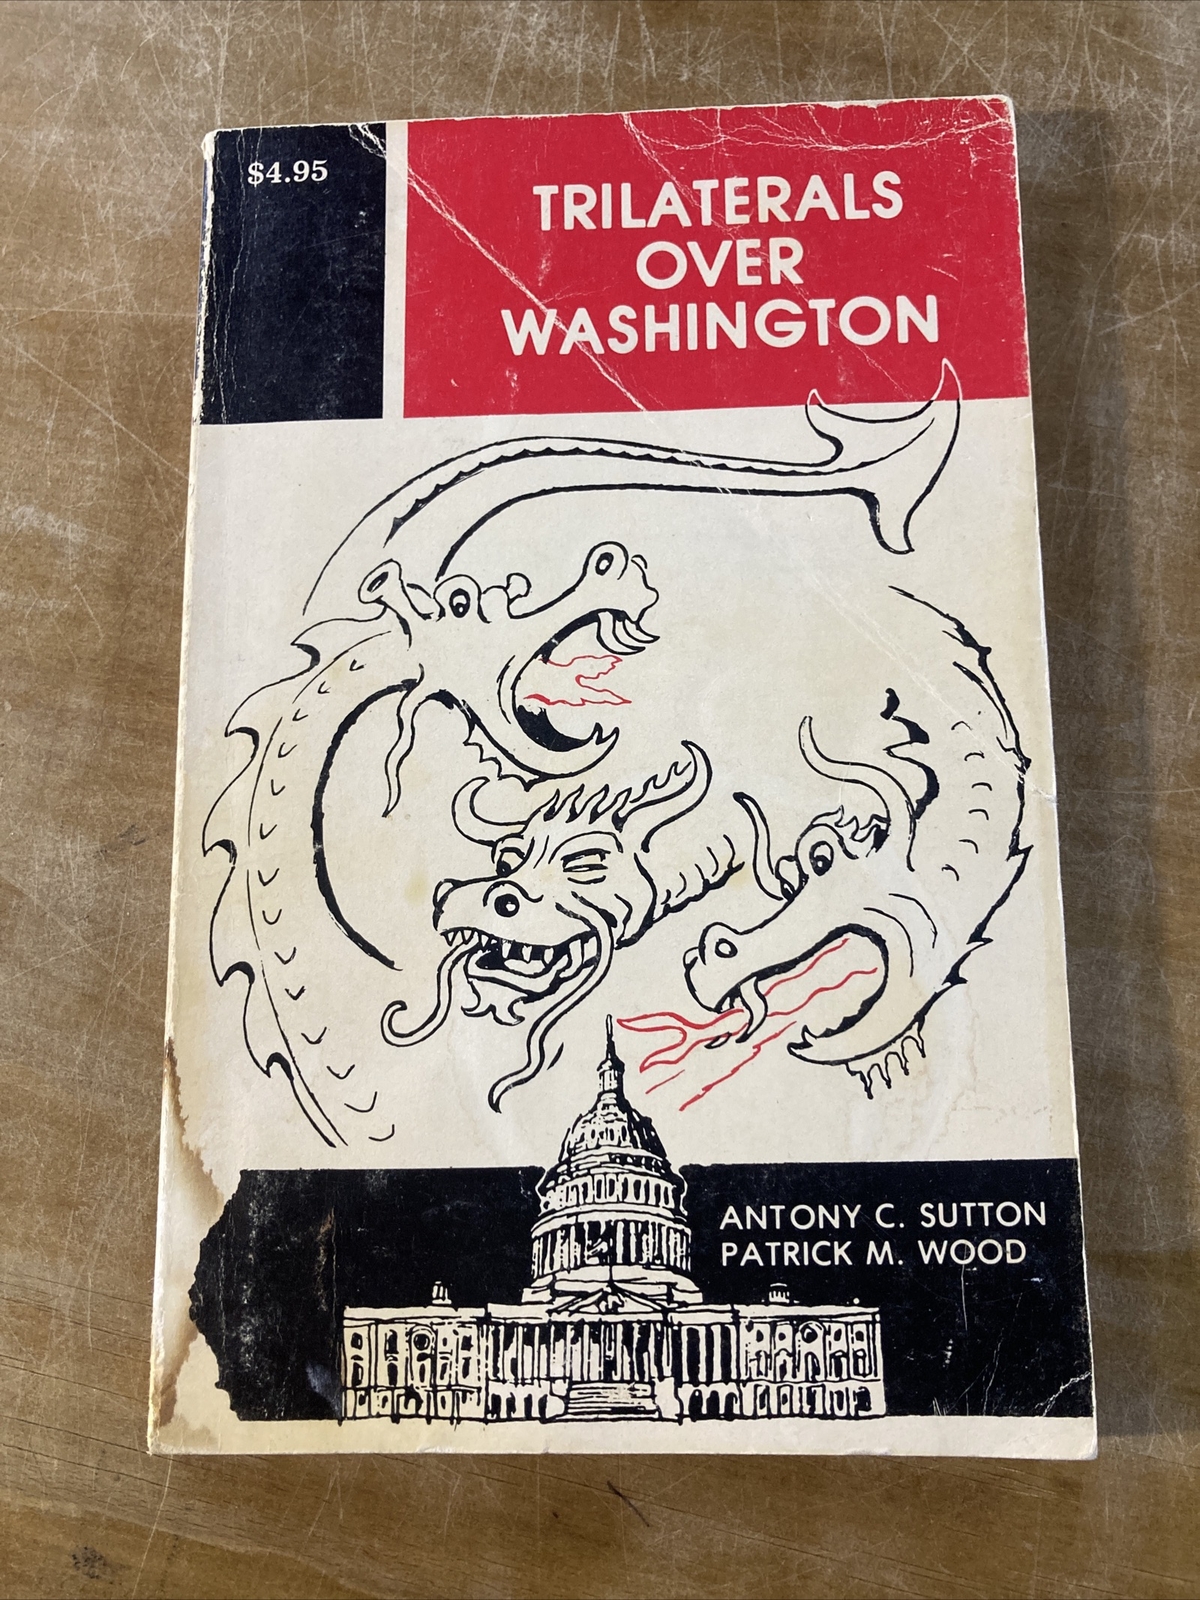 $4.95
TRILATERALS
OVER
WASHINGTON
ANTONY C. SUTTON
PATRICK M. WOOD